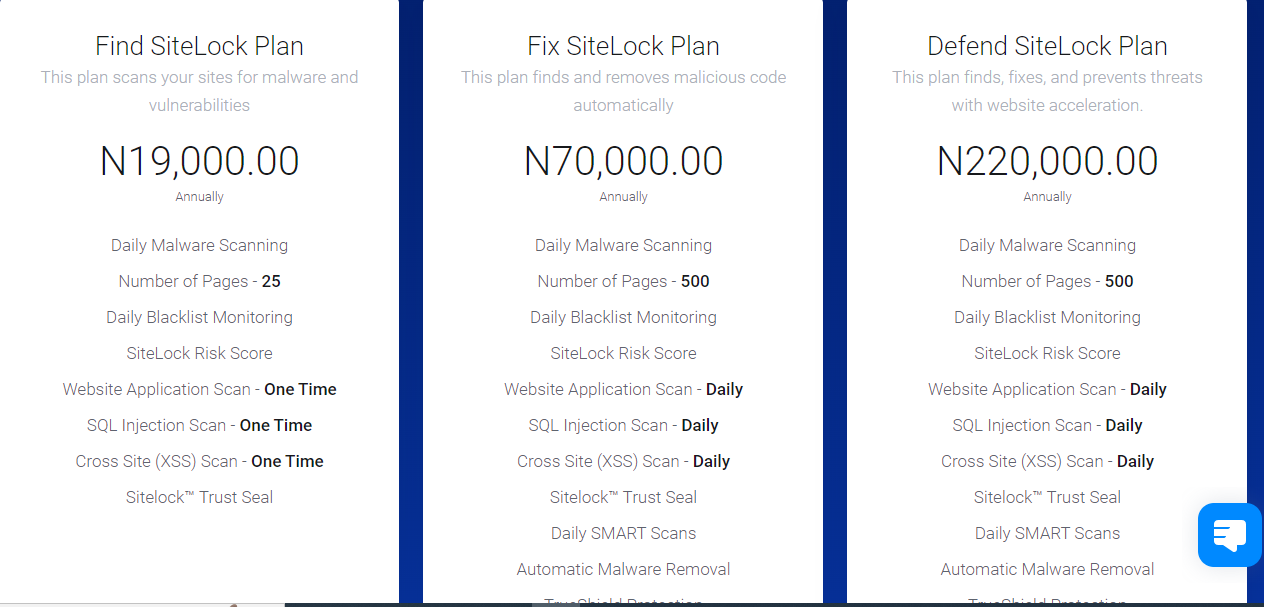 Find SiteLock Plan
This plan scans your sites for malware and
vulnerabilities
N19,000.00
Annually
Daily Malware Scanning
Number of Pages - 25
Daily Blacklist Monitoring
SiteLock Risk Score
Website Application Scan - One Time
SQL Injection Scan - One Time
Cross Site (XSS) Scan - One Time
Sitelock™ Trust Seal
Fix SiteLock Plan
This plan finds and removes malicious code
automatically
N70,000.00
Annually
Daily Malware Scanning
Number of Pages - 500
Daily Blacklist Monitoring
SiteLock Risk Score
Website Application Scan - Daily
SQL Injection Scan - Daily
Cross Site (XSS) Scan - Daily
Sitelock™ Trust Seal
Daily SMART Scans
Automatic Malware Removal
TrueShield Protection
Defend SiteLock Plan
This plan finds, fixes, and prevents threats
with website acceleration.
N220,000.00
Annually
Daily Malware Scanning
Number of Pages - 500
Daily Blacklist Monitoring
SiteLock Risk Score
Website Application Scan - Daily
SQL Injection Scan - Daily
Cross Site (XSS) Scan - Daily
Sitelock™ Trust Seal
Daily SMART Scans
Automatic Malware Removal
TrueShield Protection